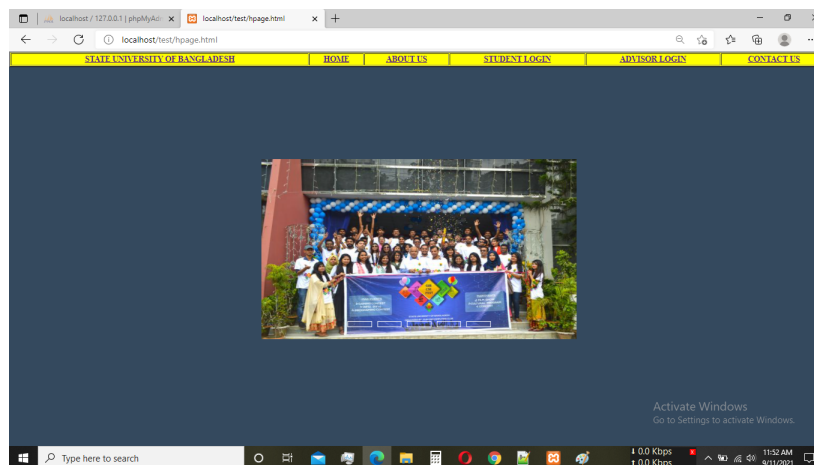 localhost / 127.0.0.1 | phpMyAd
localhost/test/hpage.html
localhost/test/hpage.html
STATE UNIVERSITY OF BANGLADESH HOME ABOUT US STUDENT LOGIN ADVISOR LOGIN CONTACT US
Activate Windows
Go to Settings to activate Windows.
Type here to search
0.0 Kbps
0.0 Kbps
11:52 AM
9/11/2021